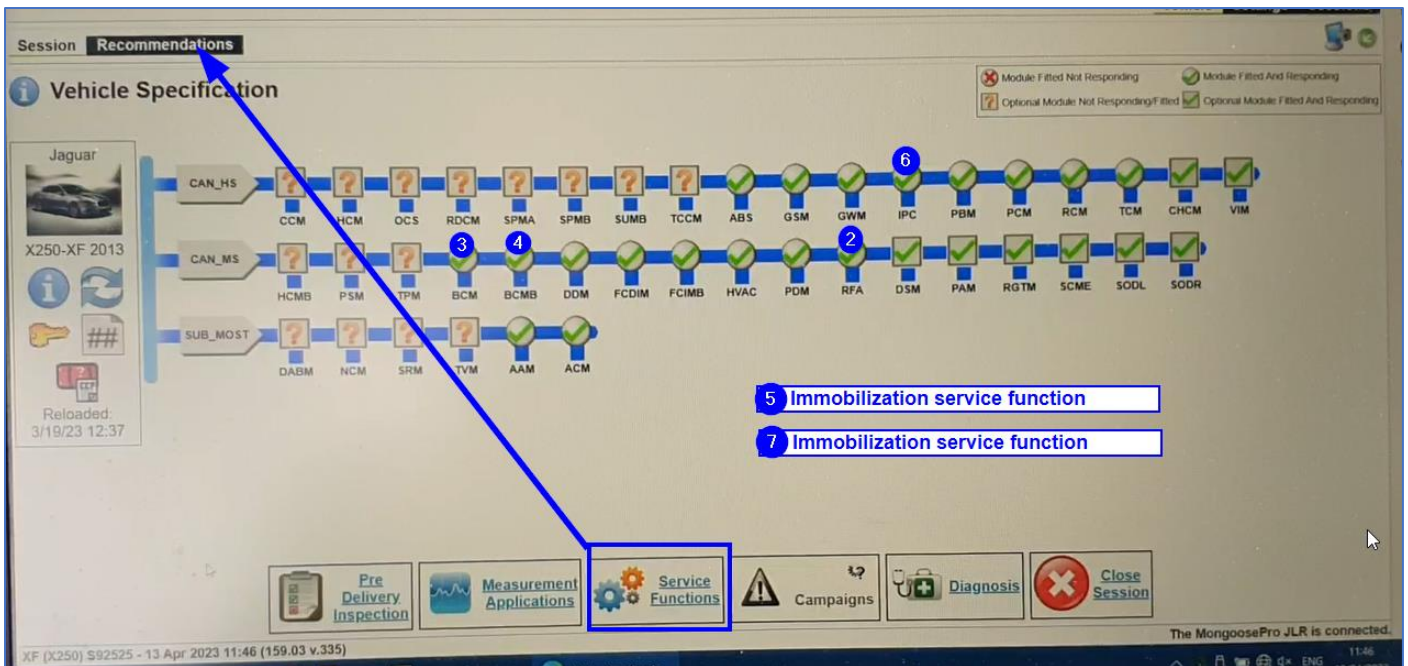 Session Recommendations
Vehicle Specification
Module Fitted Not Responding
Module Fitted And Responding
Optional Module Not Responding/Fitted
Optional Module Fitted And Responding
Jaguar
X250-XF 2013
##
CCF
Reloaded:
3/19/23 12:37
6
CAN_HS
CCM HCM OCS RDCM SPMA SPMB SUMB TCCM ABS GSM GWM IPC PBM PCM RCM TCM CHCM VIM
3 4 2
CAN_MS
HCMB PSM TPM BCM BCMB DDM FCDIM FCIMB HVAC PDM RFA DSM PAM RGTM SCME SODL SODR
SUB_MOST
DABM NCM SRM TVM AAM ACM
5 Immobilization service function
7 Immobilization service function
Pre
Delivery
Inspection
Measurement
Applications
Service
Functions
Campaigns
Diagnosis
Close
Session
The MongoosePro JLR is connected.
XF (X250) S92525 - 13 Apr 2023 11:46 (159.03 v.335)
ENG
11:46